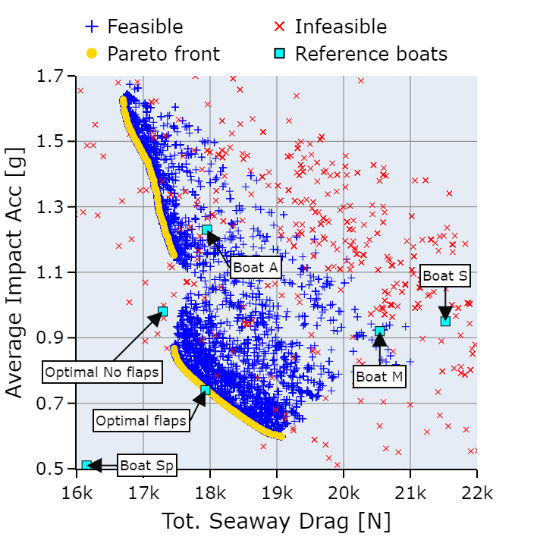 Feasible
Infeasible
Pareto front
Reference boats
1.7
1.5
1.3
1.1
0.9
0.7
0.5
Average Impact Acc [g]
Boat A
Boat S
Optimal No flaps
Boat M
Optimal flaps
Boat Sp
16k
17k
18k
19k
20k
21k
22k
Tot. Seaway Drag [N]